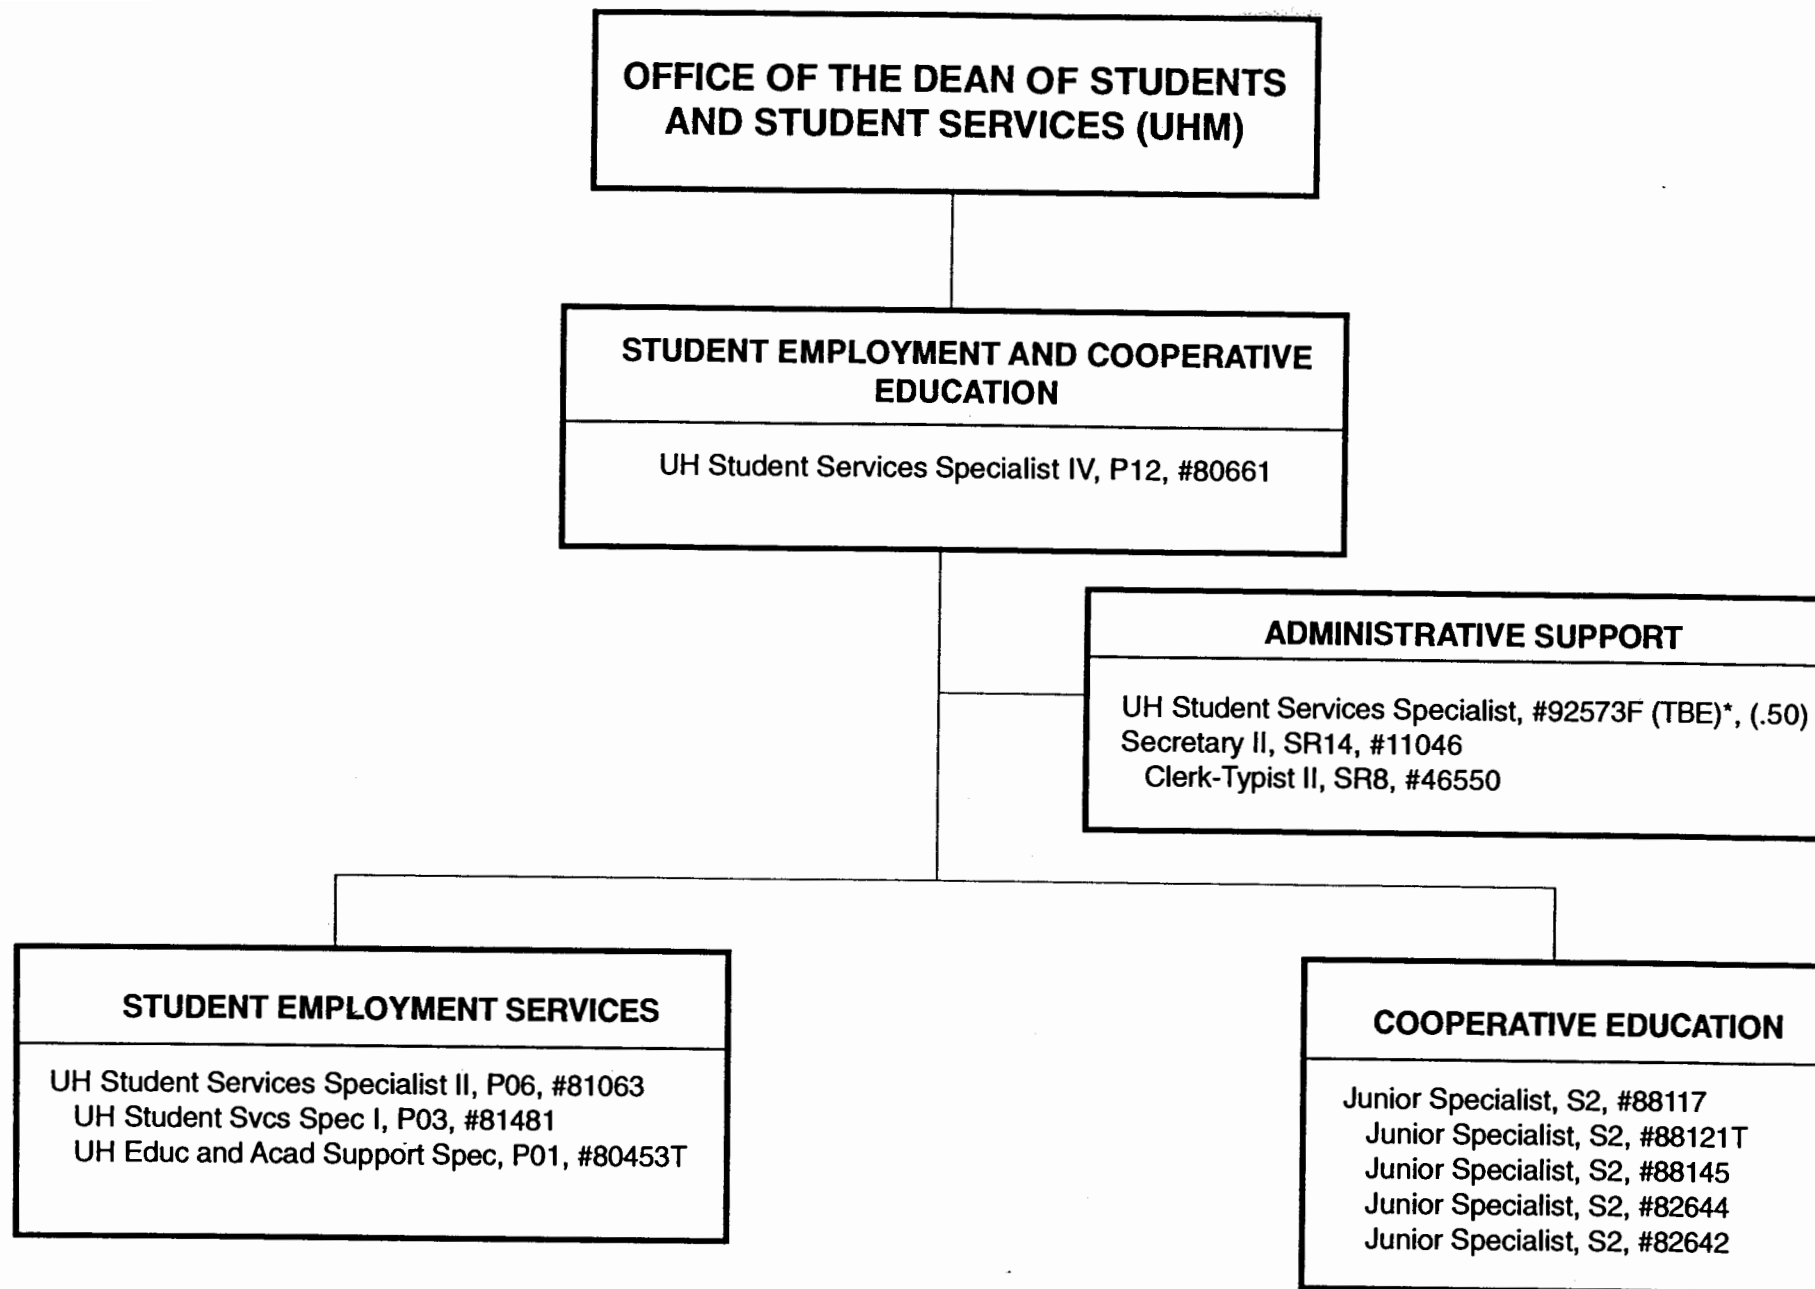 OFFICE OF THE DEAN OF STUDENTS
AND STUDENT SERVICES (UHM)
STUDENT EMPLOYMENT AND COOPERATIVE
EDUCATION
UH Student Services Specialist IV, P12, #80661
ADMINISTRATIVE SUPPORT
UH Student Services Specialist, #92573F (TBE)*, (.50)
Secretary II, SR14, #11046
Clerk-Typist II, SR8, #46550
STUDENT EMPLOYMENT SERVICES
UH Student Services Specialist II, P06, #81063
UH Student Svcs Spec I, P03, #81481
UH Educ and Acad Support Spec, P01, #80453T
COOPERATIVE EDUCATION
Junior Specialist, S2, #88117
Junior Specialist, S2, #88121T
Junior Specialist, S2, #88145
Junior Specialist, S2, #82644
Junior Specialist, S2, #82642